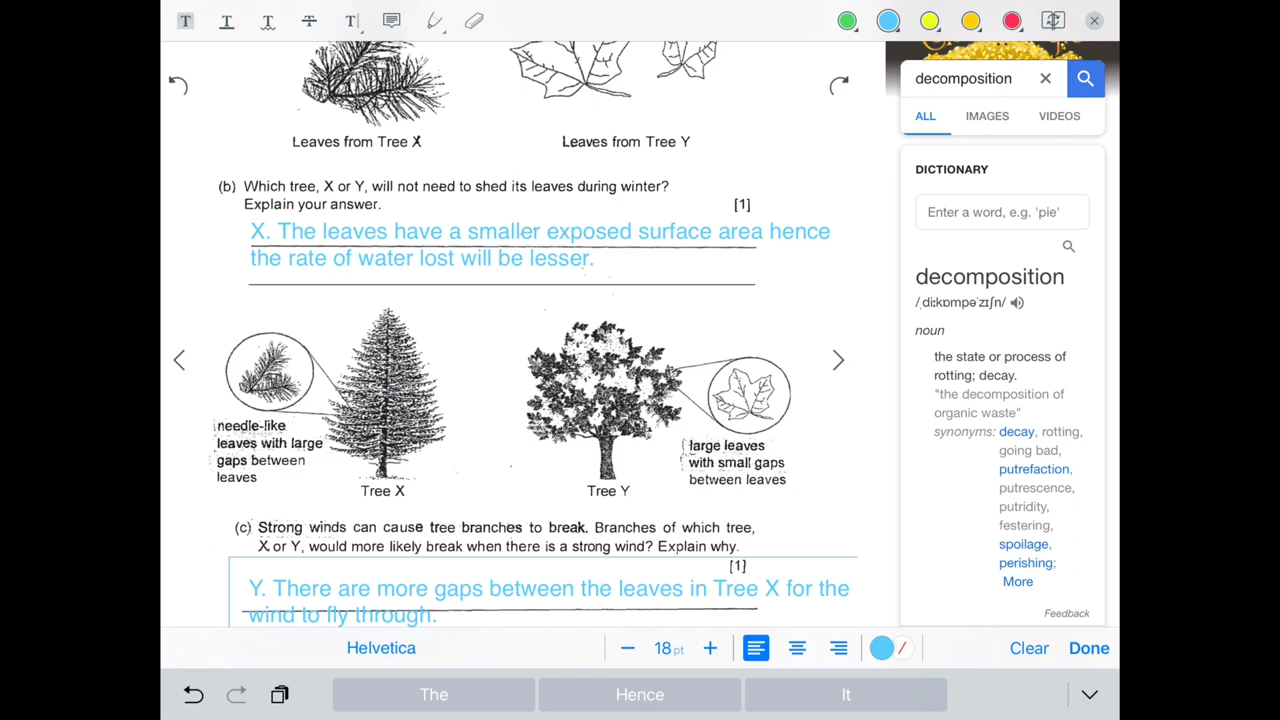 T T T T T
decomposition
ALL IMAGES VIDEOS
Leaves from Tree X Leaves from Tree Y
DICTIONARY
(b) Which tree, X or Y, will not need to shed its leaves during winter?
Explain your answer. [1]
Enter a word, e.g. 'pie'
X. The leaves have a smaller exposed surface area hence
the rate of water lost will be lesser.
decomposition
/ˌdiːkɒmpəˈzɪʃn/
noun
the state or process of
rotting; decay.
"the decomposition of
organic waste"
synonyms: decay, rotting,
going bad,
putrefaction,
putrescence,
putridity,
festering,
spoilage,
perishing;
More
Feedback
needle-like
leaves with large
gaps between
leaves
large leaves
with small gaps
between leaves
Tree X Tree Y
(c) Strong winds can cause tree branches to break. Branches of which tree,
X or Y, would more likely break when there is a strong wind? Explain why.
[1]
Y. There are more gaps between the leaves in Tree X for the
wind to fly through.
Helvetica − 18 pt + Clear Done
The Hence It